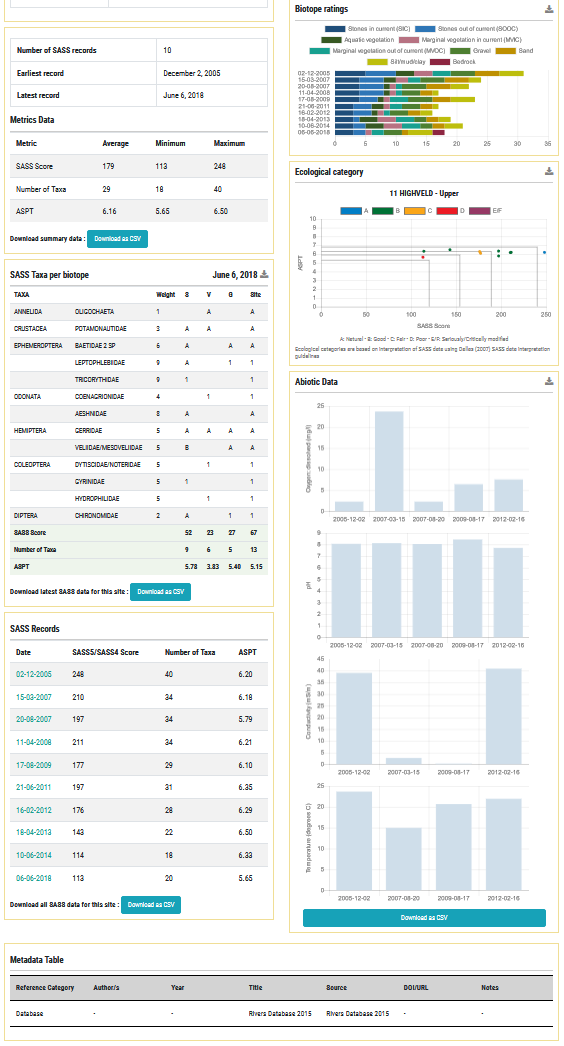 Number of SASS records 10
Earliest record December 2, 2005
Latest record June 6, 2018
Metrics Data
Metric Average Minimum Maximum
SASS Score 179 113 248
Number of Taxa 29 18 40
ASPT 6.16 5.65 6.50
Download summary data : Download as CSV
SASS Taxa per biotope June 6, 2018
TAXA Weight S V G Site
ANNELIDA OLIGOCHAETA 1 A A
CRUSTACEA POTAMONAUTIDAE 3 A A A
EPHEMEROPTERA BAETIDAE 2 SP 6 A A A
LEPTOPHLEBIIDAE 9 A 1 1
TRICORYTHIDAE 9 1 1
ODONATA COENAGRIONIDAE 4 1 1
AESHNIDAE 8 A A
HEMIPTERA GERRIDAE 5 A A A A
VELIIDAE/MESOVELIIDAE 5 B A A
COLEOPTERA DYTISCIDAE/NOTERIDAE 5 1 1
GYRINIDAE 5 1 1
HYDROPHILIDAE 5 1 1
DIPTERA CHIRONOMIDAE 2 A 1 1
SASS Score 52 23 27 67
Number of Taxa 9 6 5 13
ASPT 5.78 3.83 5.40 5.15
Download latest SASS data for this site : Download as CSV
SASS Records
Date SASS5/SASS4 Score Number of Taxa ASPT
02-12-2005 248 40 6.20
15-03-2007 210 34 6.18
20-08-2007 197 34 5.79
11-04-2008 211 34 6.21
17-08-2009 177 29 6.10
21-06-2011 197 31 6.35
16-02-2012 176 28 6.29
18-04-2013 143 22 6.50
10-06-2014 114 18 6.33
06-06-2018 113 20 5.65
Download all SASS data for this site : Download as CSV
Biotope ratings
Stones in current (SIC) Stones out of current (SOOC)
Aquatic vegetation Marginal vegetation in current (MVIC)
Marginal vegetation out of current (MVOC) Gravel Sand
Silt/mud/clay Bedrock
02-12-2005
15-03-2007
20-08-2007
11-04-2008
17-08-2009
21-06-2011
16-02-2012
18-04-2013
10-06-2014
06-06-2018
0 5 10 15 20 25 30 35
Ecological category
11 HIGHVELD - Upper
A B C D E/F
10
9
8
7
6
5
4
3
2
1
0
ASPT
0 50 100 150 200 250
SASS Score
A: Natural - B: Good - C: Fair - D: Poor - E/F: Seriously/Critically modified
Ecological categories are based on interpretation of SASS data using Dallas (2007) SASS data interpretation
guidelines
Abiotic Data
Oxygen: dissolved (mg/l)
25
20
15
10
5
0
2005-12-02 2007-03-15 2007-08-20 2009-08-17 2012-02-16
pH
9
8
7
6
5
4
3
2
1
0
2005-12-02 2007-03-15 2007-08-20 2009-08-17 2012-02-16
Conductivity (mS/m)
45
40
35
30
25
20
15
10
5
0
2005-12-02 2007-03-15 2009-08-17 2012-02-16
Temperature (degrees C)
25
20
15
10
5
0
2005-12-02 2007-08-20 2009-08-17 2012-02-16
Download as CSV
Metadata Table
Reference Category Author/s Year Title Source DOI/URL Notes
Database - - Rivers Database 2015 Rivers Database 2015 - -